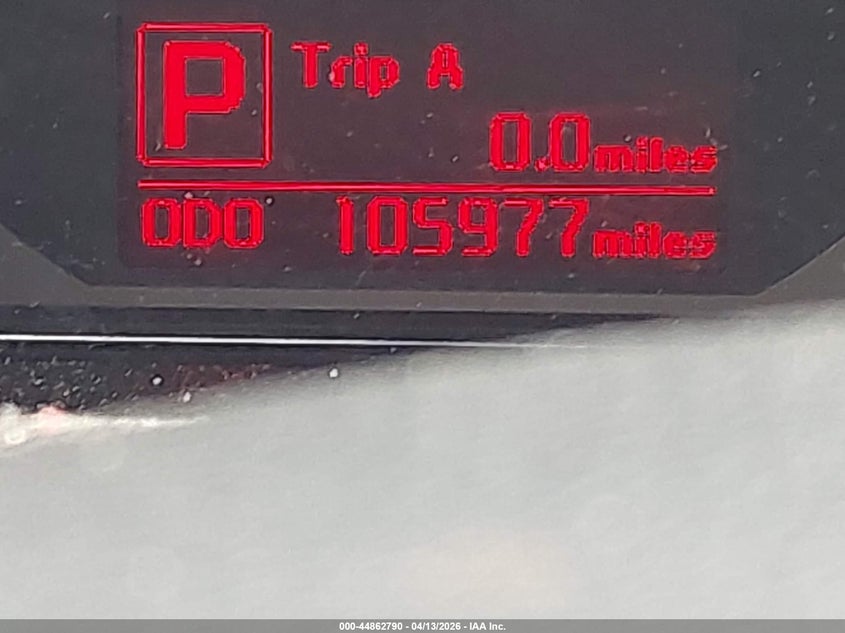 P
Trip A
0.0miles
ODO 105977miles
000-44862790 - 04/13/2026 - IAA Inc.